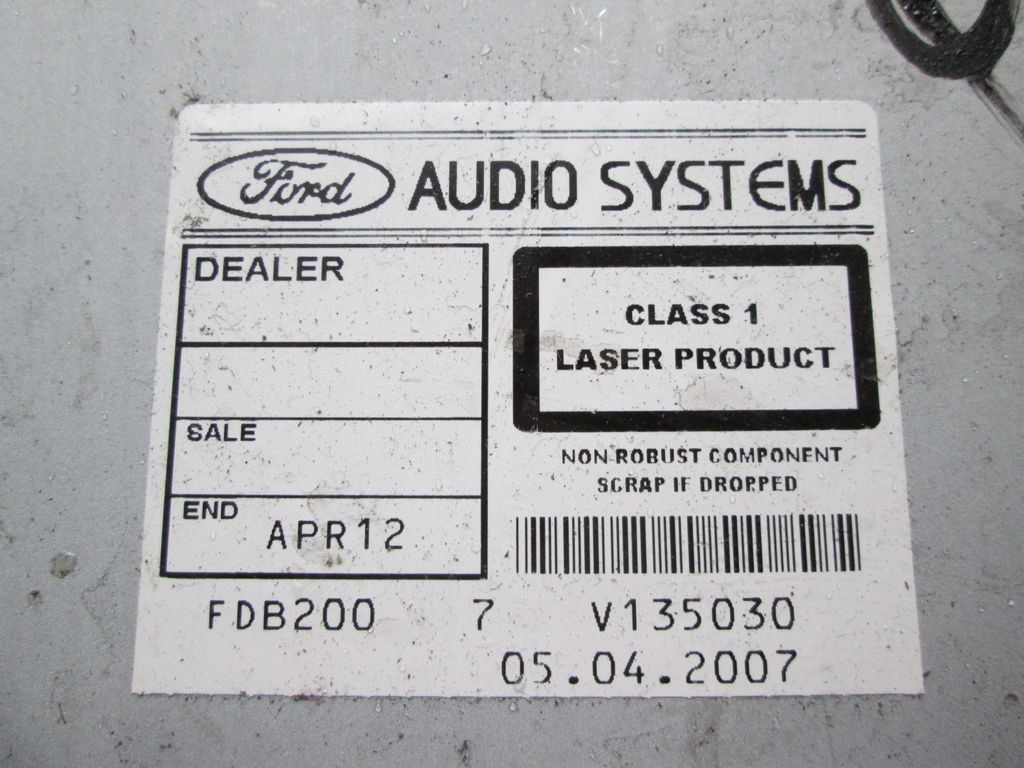 Ford AUDIO SYSTEMS
DEALER
SALE
END APR12
CLASS 1
LASER PRODUCT
NON ROBUST COMPONENT
SCRAP IF DROPPED
FDB200 7 V135030
05.04.2007